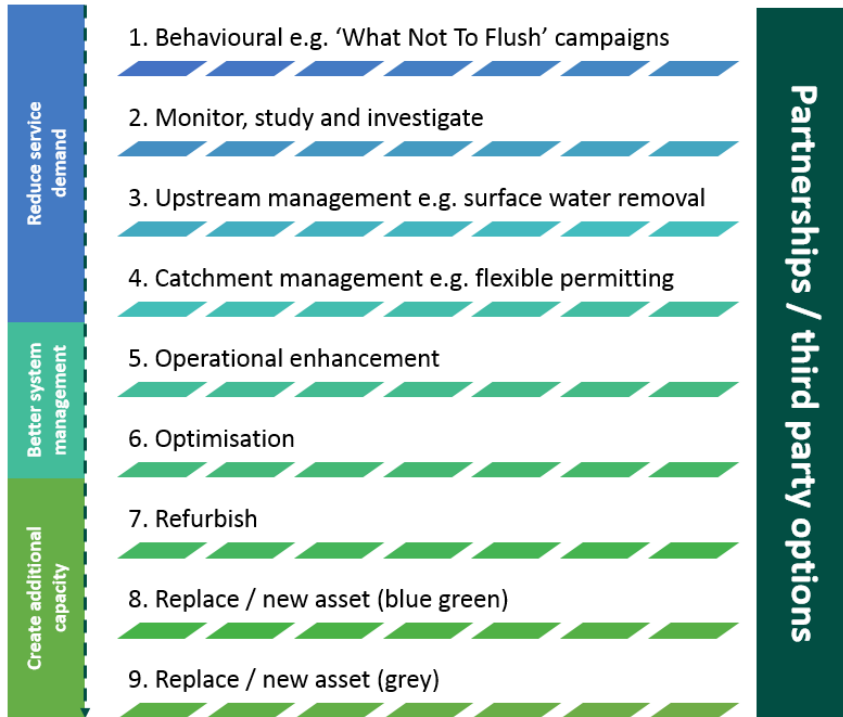 Reduce service
demand
1. Behavioural e.g. ‘What Not To Flush’ campaigns
2. Monitor, study and investigate
3. Upstream management e.g. surface water removal
4. Catchment management e.g. flexible permitting
Better system
management
5. Operational enhancement
6. Optimisation
Create additional
capacity
7. Refurbish
8. Replace / new asset (blue green)
9. Replace / new asset (grey)
Partnerships / third party options